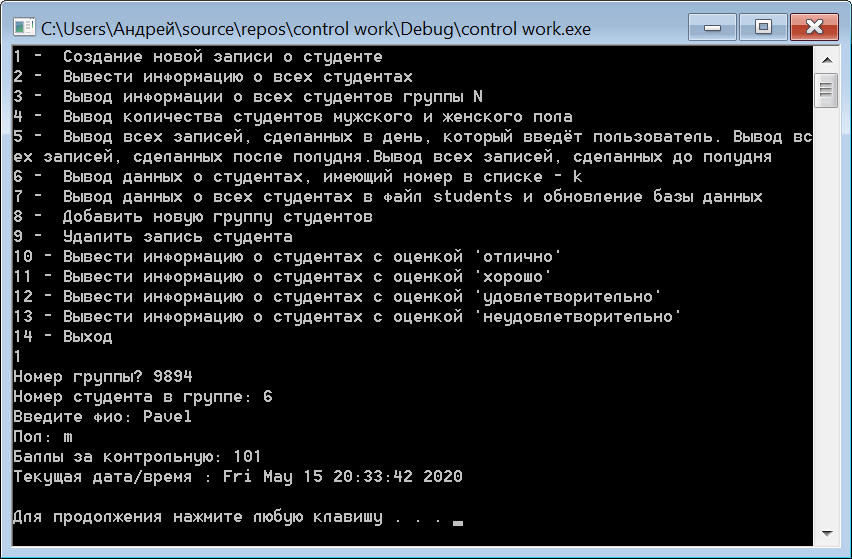 C:\Users\Андрей\source\repos\control work\Debug\control work.exe
1 -  Создание новой записи о студенте
2 -  Вывести информацию о всех студентах
3 -  Вывод информации о всех студентов группы N
4 -  Вывод количества студентов мужского и женского пола
5 -  Вывод всех записей, сделанных в день, который введёт пользователь. Вывод вс
ех записей, сделанных после полудня.Вывод всех записей, сделанных до полудня
6 -  Вывод данных о студентах, имеющий номер в списке - k
7 -  Вывод данных о всех студентах в файл students и обновление базы данных
8 -  Добавить новую группу студентов
9 -  Удалить запись студента
10 - Вывести информацию о студентах с оценкой 'отлично'
11 - Вывести информацию о студентах с оценкой 'хорошо'
12 - Вывести информацию о студентах с оценкой 'удовлетворительно'
13 - Вывести информацию о студентах с оценкой 'неудовлетворительно'
14 - Выход
1
Номер группы? 9894
Номер студента в группе: 6
Введите фио: Pavel
Пол: m
Баллы за контрольную: 101
Текущая дата/время : Fri May 15 20:33:42 2020
Для продолжения нажмите любую клавишу . . .